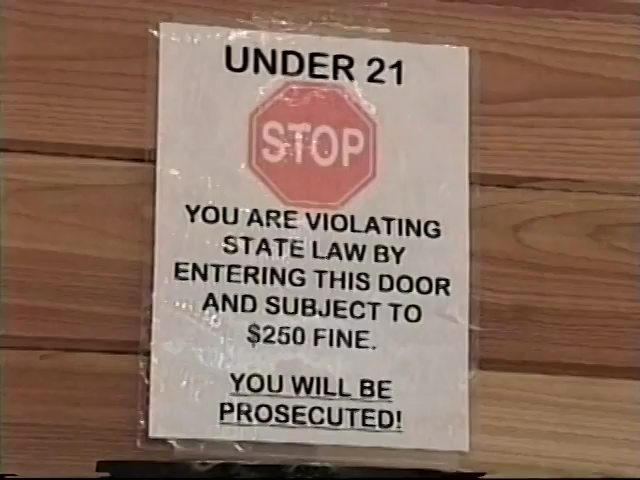 UNDER 21
STOP
YOU ARE VIOLATING
STATE LAW BY
ENTERING THIS DOOR
AND SUBJECT TO
$250 FINE.
YOU WILL BE
PROSECUTED!